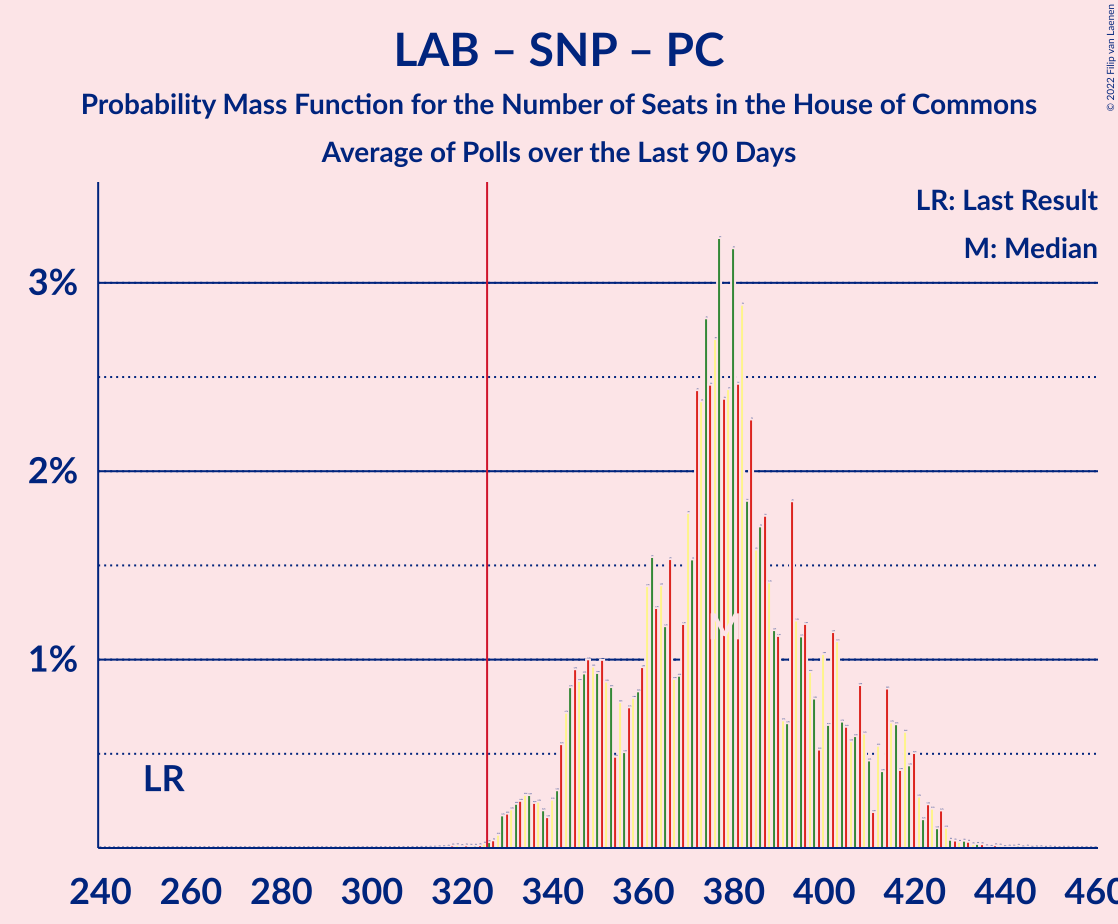 LAB – SNP – PC
Probability Mass Function for the Number of Seats in the House of Commons
Average of Polls over the Last 90 Days
© 2022 Filip van Laenen
LR: Last Result
M: Median
3%
2%
1%
LR
M
240 260 280 300 320 340 360 380 400 420 440 460